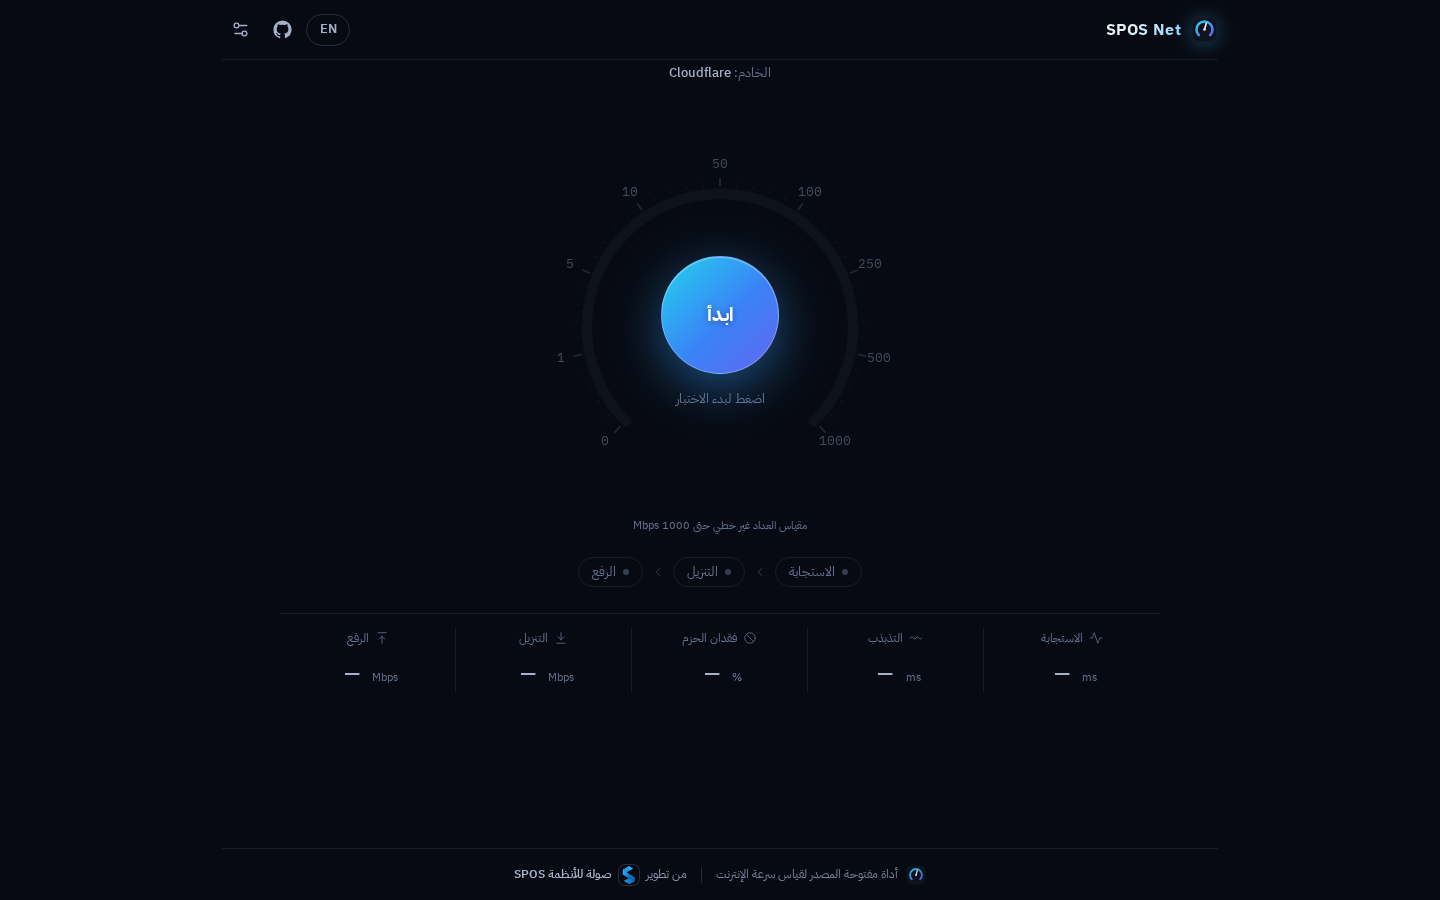 SPOS Net
EN
الخادم: Cloudflare
50
10
100
5
250
1
500
0
1000
ابدأ
اضغط لبدء الاختبار
مقياس العداد غير خطي حتى 1000 Mbps
الاستجابة
التنزيل
الرفع
الاستجابة
— ms
التذبذب
— ms
فقدان الحزم
— %
التنزيل
— Mbps
الرفع
— Mbps
أداة مفتوحة المصدر لقياس سرعة الإنترنت
من تطوير صولة للأنظمة SPOS